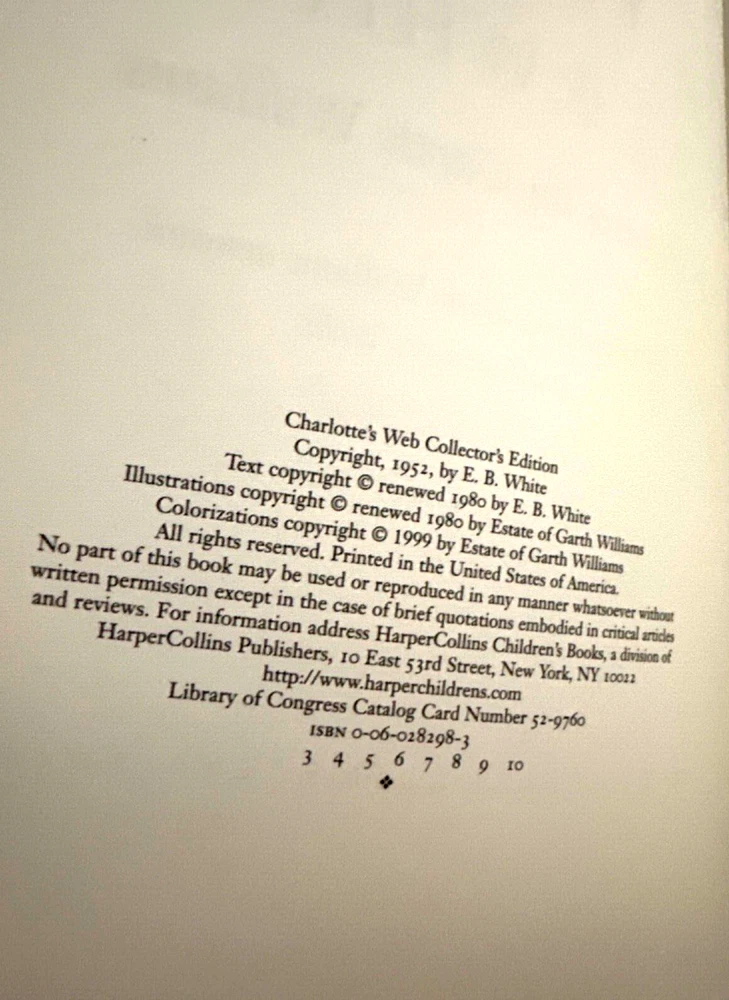 Charlotte's Web Collector's Edition
Copyright, 1952, by E. B. White
Text copyright © renewed 1980 by E. B. White
Illustrations copyright © renewed 1980 by Estate of Garth Williams
Colorizations copyright © 1999 by Estate of Garth Williams
All rights reserved. Printed in the United States of America.
No part of this book may be used or reproduced in any manner whatsoever without
written permission except in the case of brief quotations embodied in critical articles
and reviews. For information address HarperCollins Children's Books, a division of
HarperCollins Publishers, 10 East 53rd Street, New York, NY 10022
http://www.harperchildrens.com
Library of Congress Catalog Card Number 52-9760
ISBN 0-06-028298-3
3 4 5 6 7 8 9 10